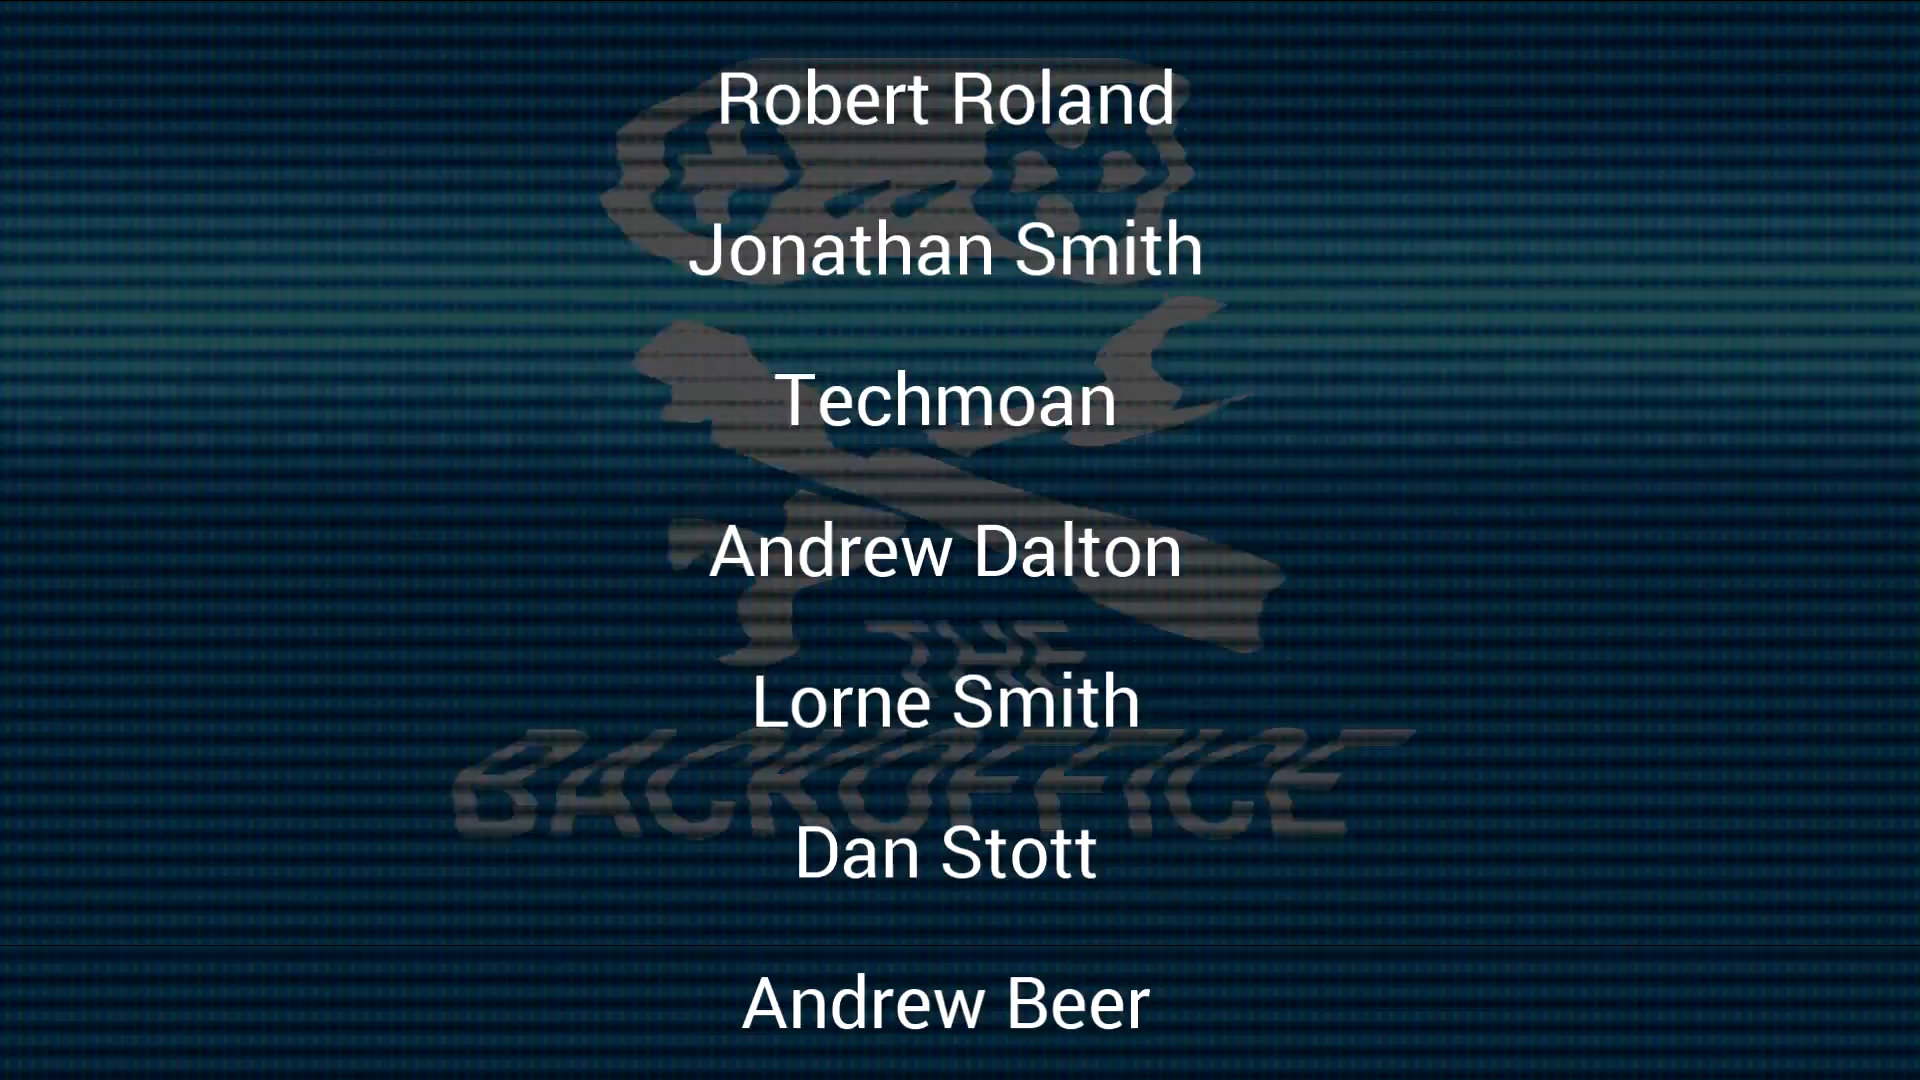 Robert Roland
Jonathan Smith
Techmoan
Andrew Dalton
THE
Lorne Smith
BACKOFFICE
Dan Stott
Andrew Beer